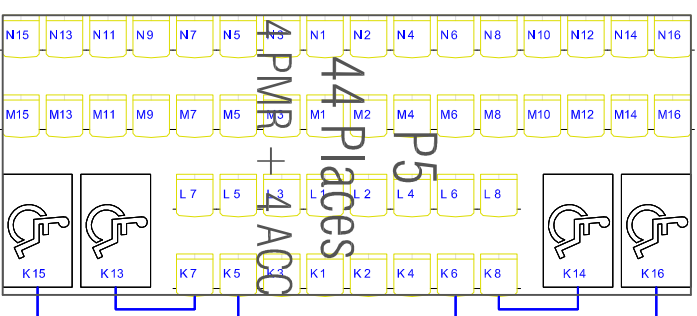 N15 N13 N11 N9 N7 N5 N3 N1 N2 N4 N6 N8 N10 N12 N14 N16
M15 M13 M11 M9 M7 M5 M3 M1 M2 M4 M6 M8 M10 M12 M14 M16
L 7 L 5 L 3 L 1 L 2 L 4 L 6 L 8
K15 K13 K7 K5 K3 K1 K2 K4 K6 K8 K14 K16
P5
44 Places
4 PMR + 4 ACC